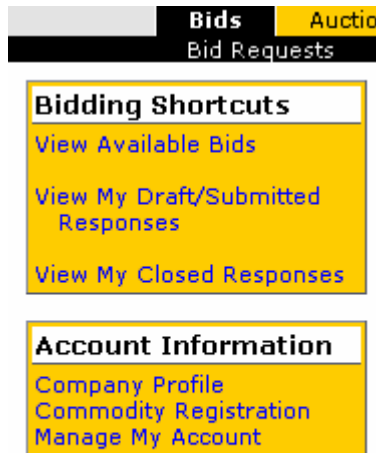 Bids Auctio
Bid Requests
Bidding Shortcuts
View Available Bids
View My Draft/Submitted
Responses
View My Closed Responses
Account Information
Company Profile
Commodity Registration
Manage My Account